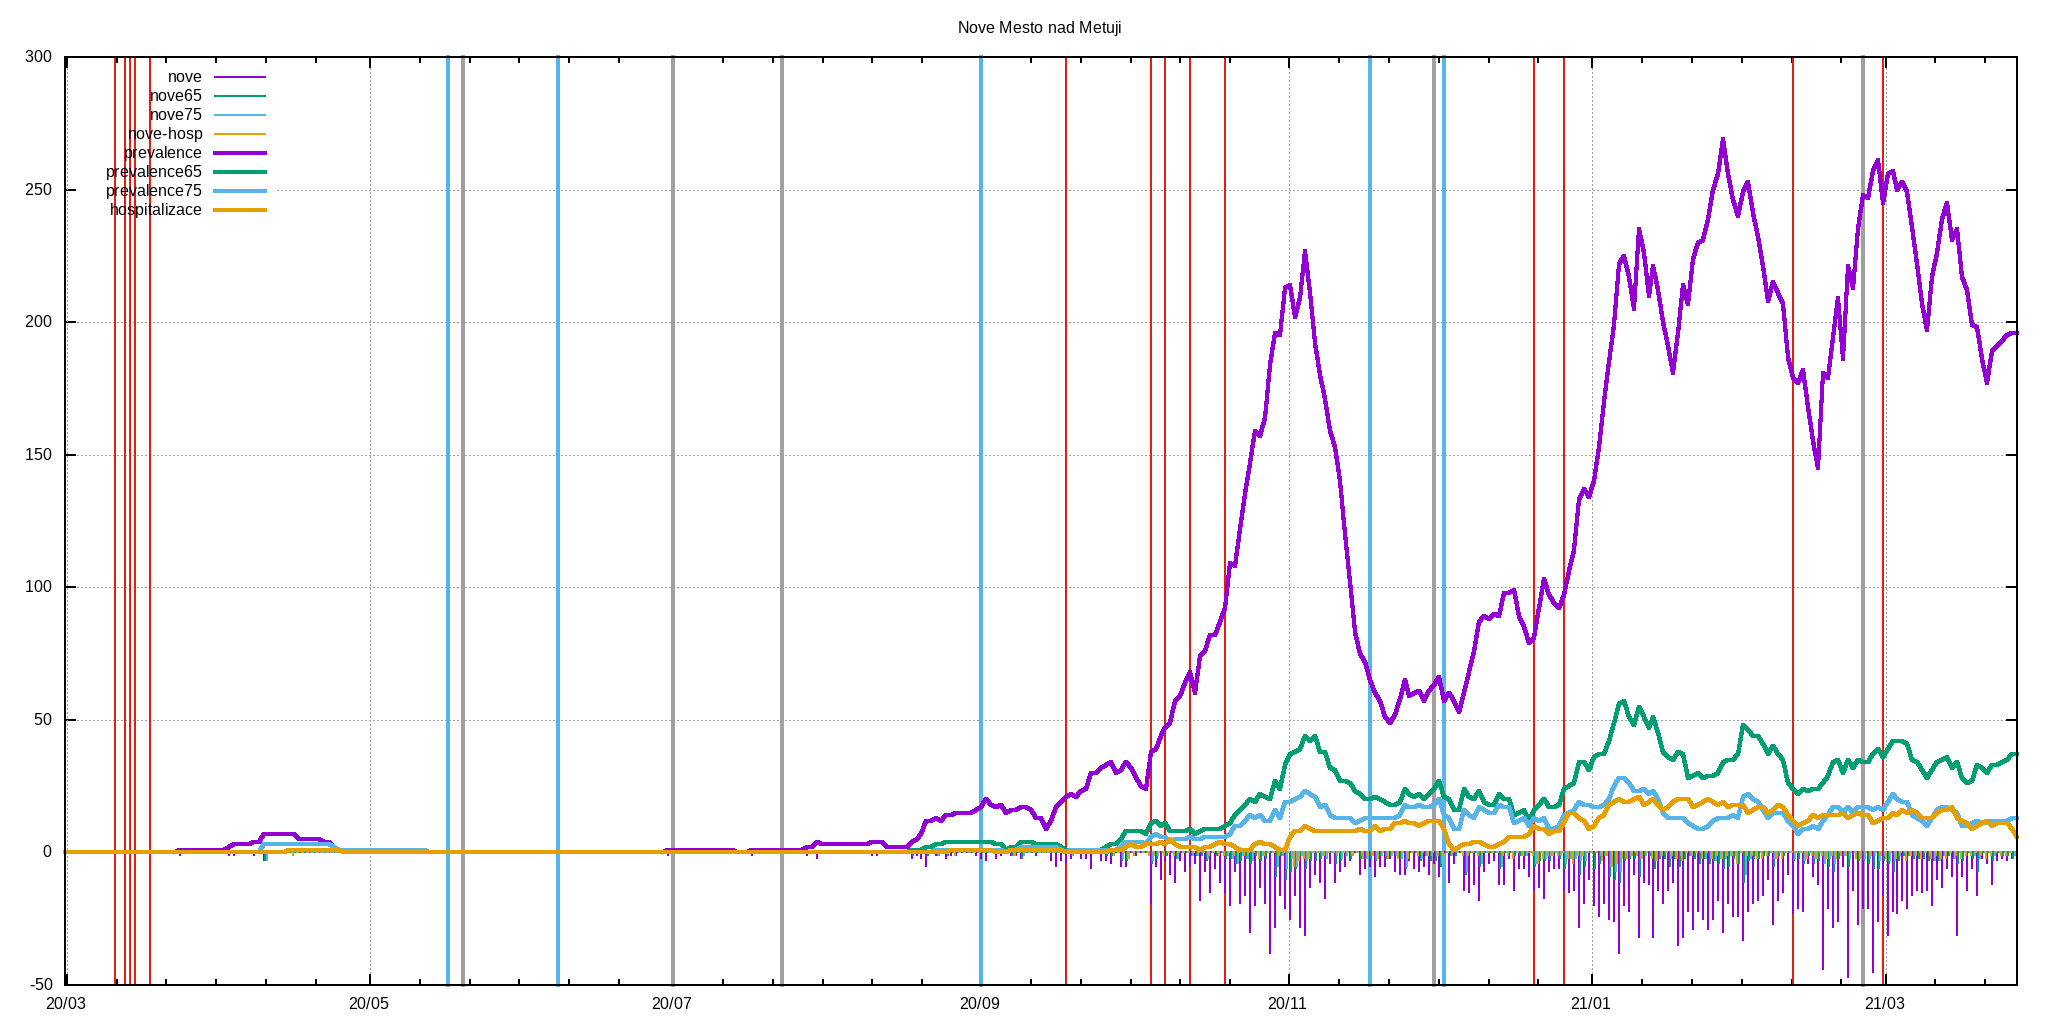 Nove Mesto nad Metuji
300
nove
nove65
nove75
nove-hosp
prevalence
prevalence65
prevalence75
hospitalizace
250
200
150
100
50
0
-50
20/03 20/05 20/07 20/09 20/11 21/01 21/03